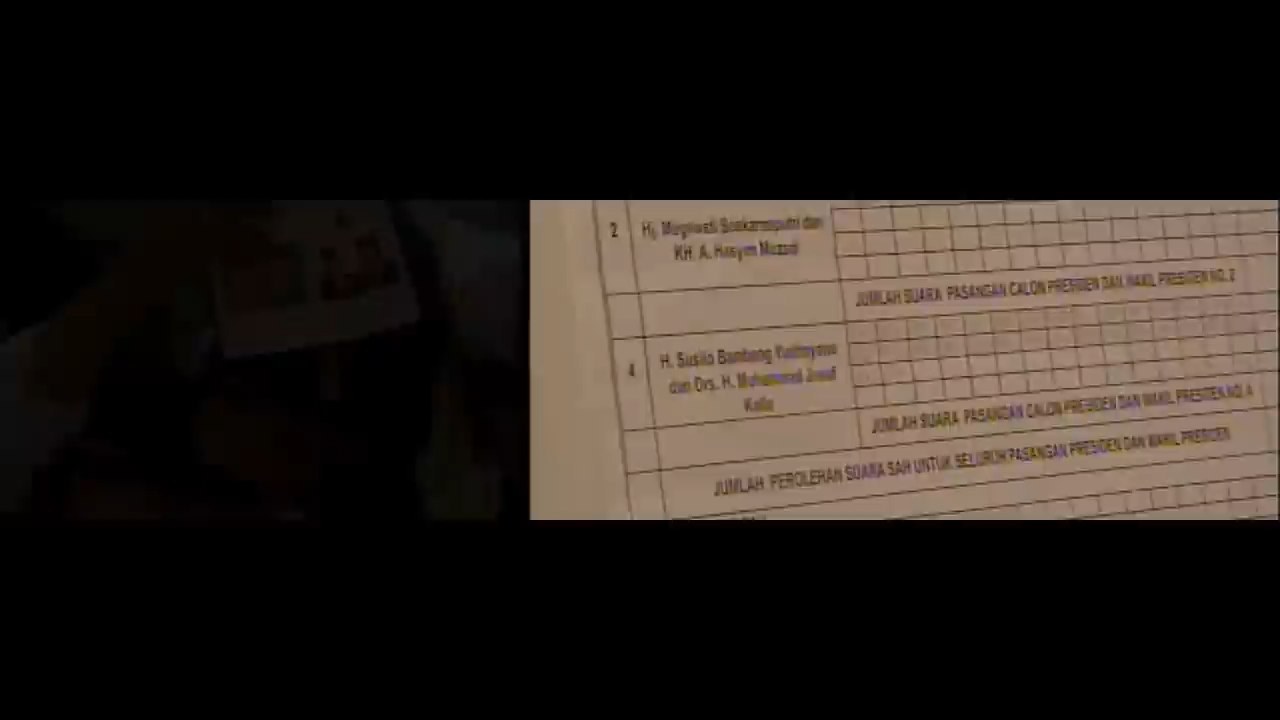 2
Hj. Megawati Soekarnoputri dan
KH. A. Hasyim Muzadi
JUMLAH SUARA PASANGAN CALON PRESIDEN DAN WAKIL PRESIDEN NO. 2
4
H. Susilo Bambang Yudhoyono
dan Drs. H. Muhammad Jusuf
Kalla
JUMLAH SUARA PASANGAN CALON PRESIDEN DAN WAKIL PRESIDEN NO. 4
JUMLAH PEROLEHAN SUARA SAH UNTUK SELURUH PASANGAN PRESIDEN DAN WAKIL PRESIDEN